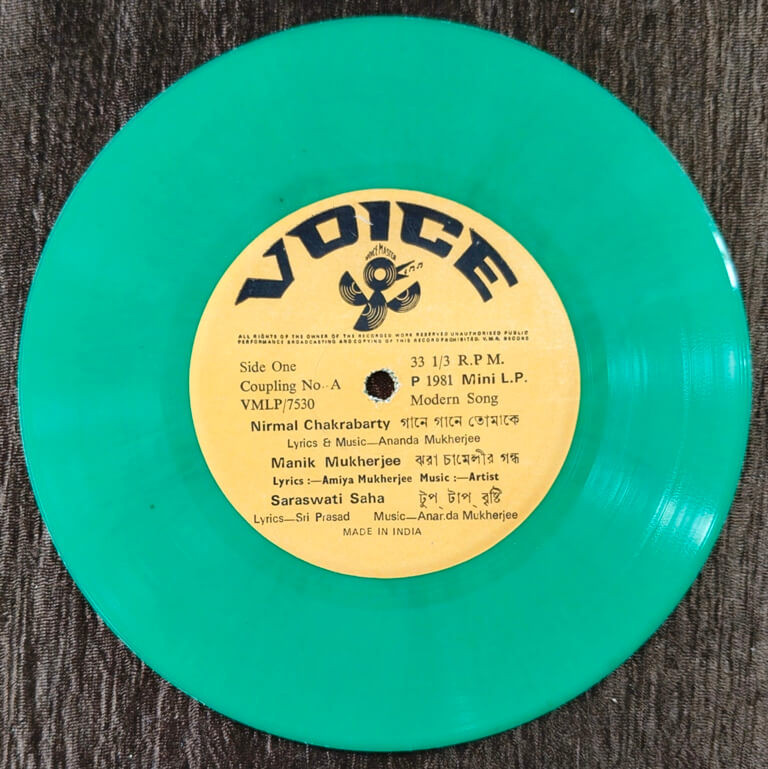 VOICE
VOICE MASTER
ALL RIGHTS OF THE OWNER OF THE RECORDED WORK RESERVED UNAUTHORISED PUBLIC
PERFORMANCE BROADCASTING AND COPYING OF THIS RECORD PROHIBITED. V.M.G. RECORD
Side One 33 1/3 R.P.M.
Coupling No. A P 1981 Mini L.P.
VMLP/7530 Modern Song
Nirmal Chakrabarty গানে গানে তোমাকে
Lyrics & Music—Ananda Mukherjee
Manik Mukherjee ঝরা চামেলীর গন্ধ
Lyrics :—Amiya Mukherjee Music :—Artist
Saraswati Saha টুপ্ টাপ্ বৃষ্টি
Lyrics—Sri Prasad Music—Ananda Mukherjee
MADE IN INDIA